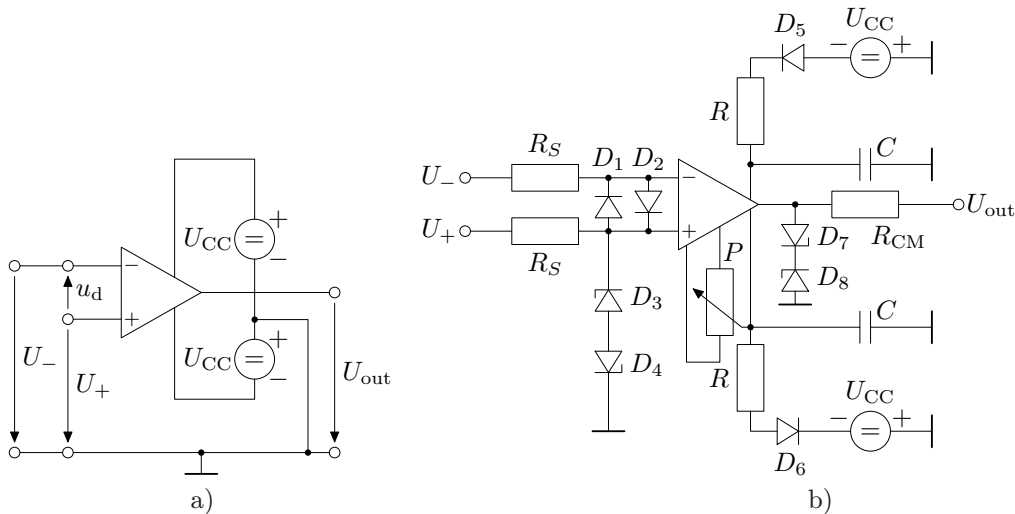 U_CC
+
−
−
+
u_d
U_−
U_+
U_CC
+
−
U_out
a)
D_5
−
U_CC
+
R
R_S
D_1
D_2
C
U_−
U_+
R_S
−
+
P
U_out
D_7
R_CM
D_8
D_3
D_4
C
R
−
U_CC
+
D_6
b)